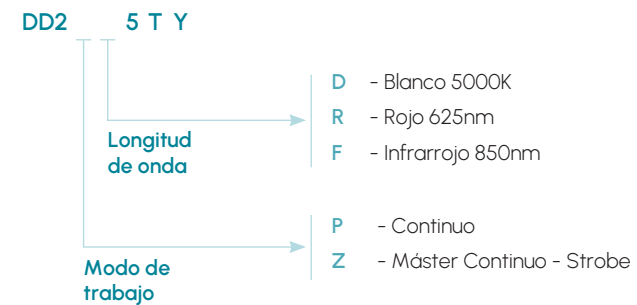 DD2 _ _ 5 T Y
D - Blanco 5000K
R - Rojo 625nm
F - Infrarrojo 850nm
Longitud
de onda
P - Continuo
Z - Máster Continuo - Strobe
Modo de
trabajo